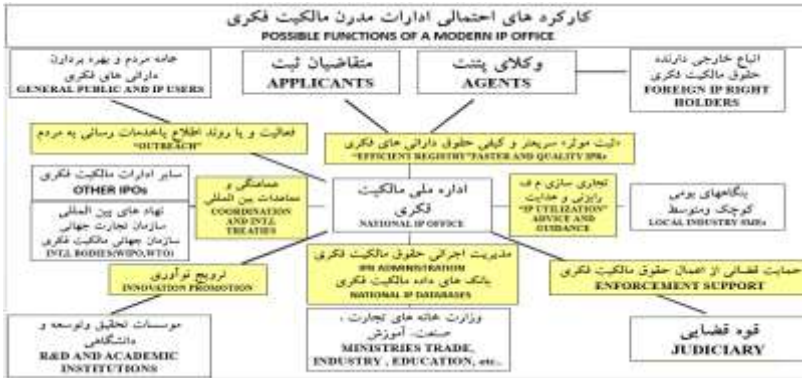 کارکرد های احتمالی ادارات مدرن مالکیت فکری
POSSIBLE FUNCTIONS OF A MODERN IP OFFICE
عامه مردم و بهره بردارن
دارائی های فکری
GENERAL PUBLIC AND IP USERS
متقاضیان ثبت
APPLICANTS
وکلای پتنت
AGENTS
اتباع خارجی دارنده
حقوق مالکیت فکری
FOREIGN IP RIGHT
HOLDERS
فعالیت و یا روند اطلاع یاخدمات رسانی به مردم
"OUTREACH"
«ثبت موثر» سریعتر و کیفی حقوق دارائی های فکری
"EFFICIENT REGISTRY"FASTER AND QUALITY IPRs
سایر ادارات مالکیت فکری
OTHER IPOs
نهاد های بین المللی
سازمان تجارت جهانی
سازمان جهانی مالکیت فکری
INT.L BODIES(WIPO,WTO)
هماهنگی و
معاهدات بین المللی
COORDINATION
AND INT.L
TREATIES
اداره ملی مالکیت
فکری
NATIONAL IP OFFICE
تجاری سازی م ف
رایزنی و هدایت
"IP UTILIZATION"
ADVICE AND
GUIDANCE
بنگاههای بومی
کوچک ومتوسط
LOCAL INDUSTRY SMEs
ترویج نوآوری
INNOVATION PROMOTION
مدیریت اجرائی حقوق مالکیت فکری
IPR ADMINISTRATION
بانک های داده مالکیت فکری
NATIONAL IP DATABASES
حمایت قضائی از اعمال حقوق مالکیت فکری
ENFORCEMENT SUPPORT
موسسات تحقیق وتوسعه و
دانشگاهی
R&D AND ACADEMIC
INSTITUTIONS
وزارت خانه های تجارت ،
صنعت، آموزش
MINISTRIES TRADE,
INDUSTRY , EDUCATION, etc..
قوه قضایی
JUDICIARY